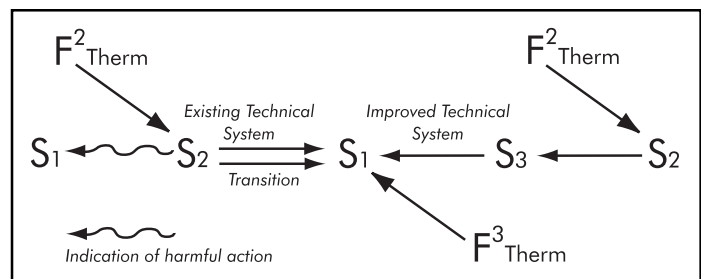 F²Therm F²Therm
Existing Technical System Improved Technical System
S1 S2 S1 S3 S2
Transition
F³Therm
Indication of harmful action